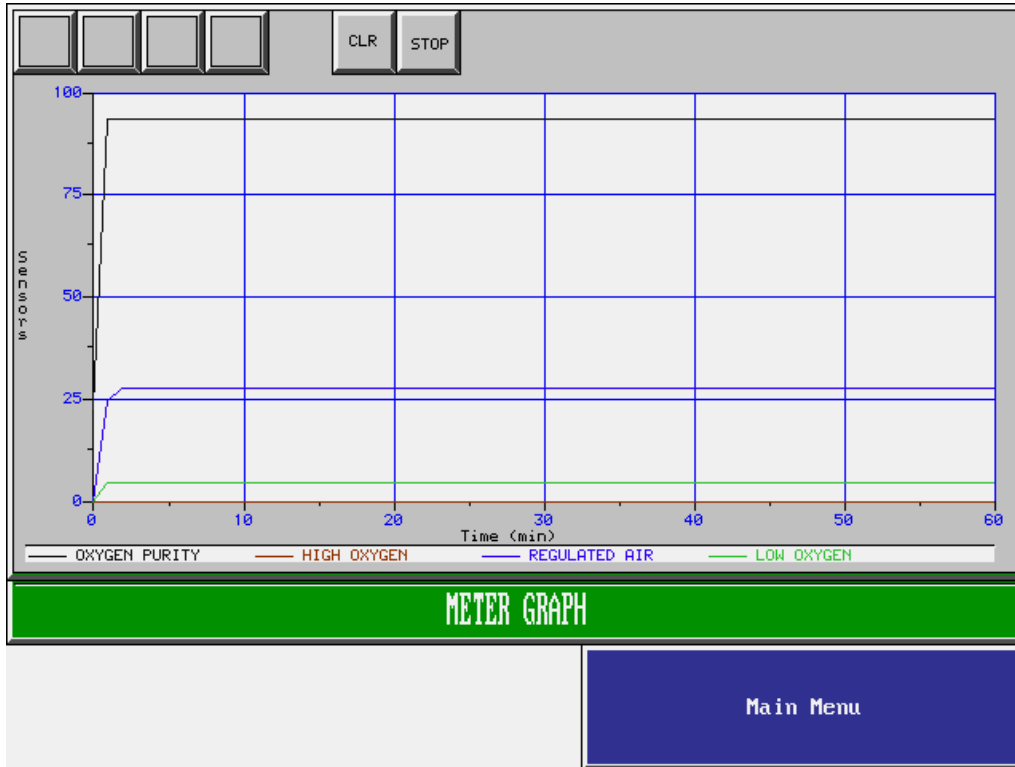 CLR STOP
100
75
50
25
0
Sensors
0 10 20 30 40 50 60
Time (min)
OXYGEN PURITY HIGH OXYGEN REGULATED AIR LOW OXYGEN
METER GRAPH
Main Menu